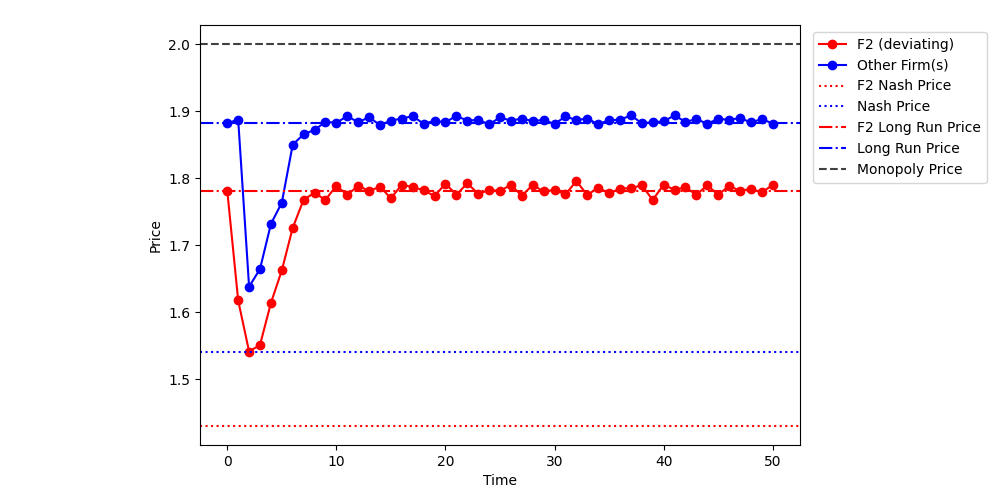 2.0
1.9
1.8
1.7
1.6
1.5
Price
0 10 20 30 40 50
Time
F2 (deviating)
Other Firm(s)
F2 Nash Price
Nash Price
F2 Long Run Price
Long Run Price
Monopoly Price